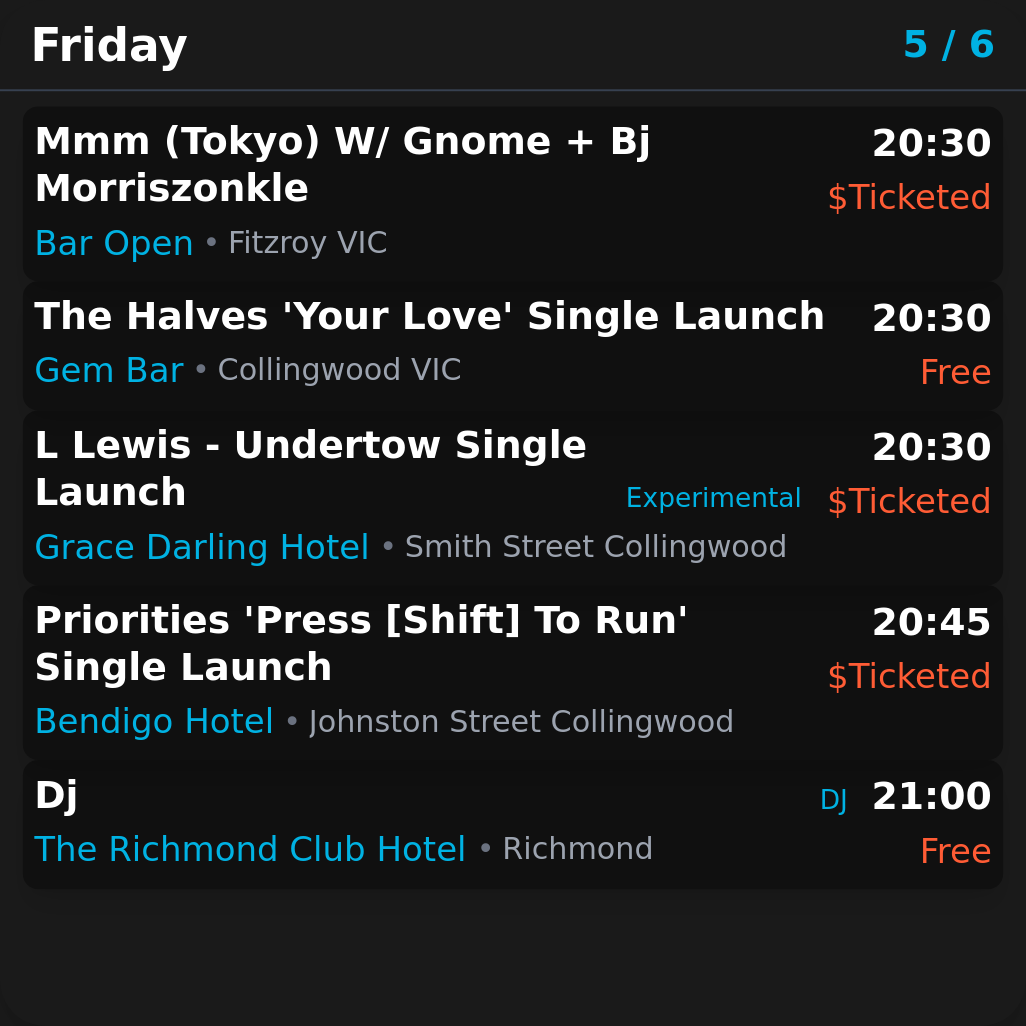 Friday
5 / 6
Mmm (Tokyo) W/ Gnome + Bj
Morriszonkle
20:30
$Ticketed
Bar Open • Fitzroy VIC
The Halves 'Your Love' Single Launch
20:30
Gem Bar • Collingwood VIC
Free
L Lewis - Undertow Single
Launch
20:30
Experimental
$Ticketed
Grace Darling Hotel • Smith Street Collingwood
Priorities 'Press [Shift] To Run'
Single Launch
20:45
$Ticketed
Bendigo Hotel • Johnston Street Collingwood
Dj
DJ
21:00
The Richmond Club Hotel • Richmond
Free